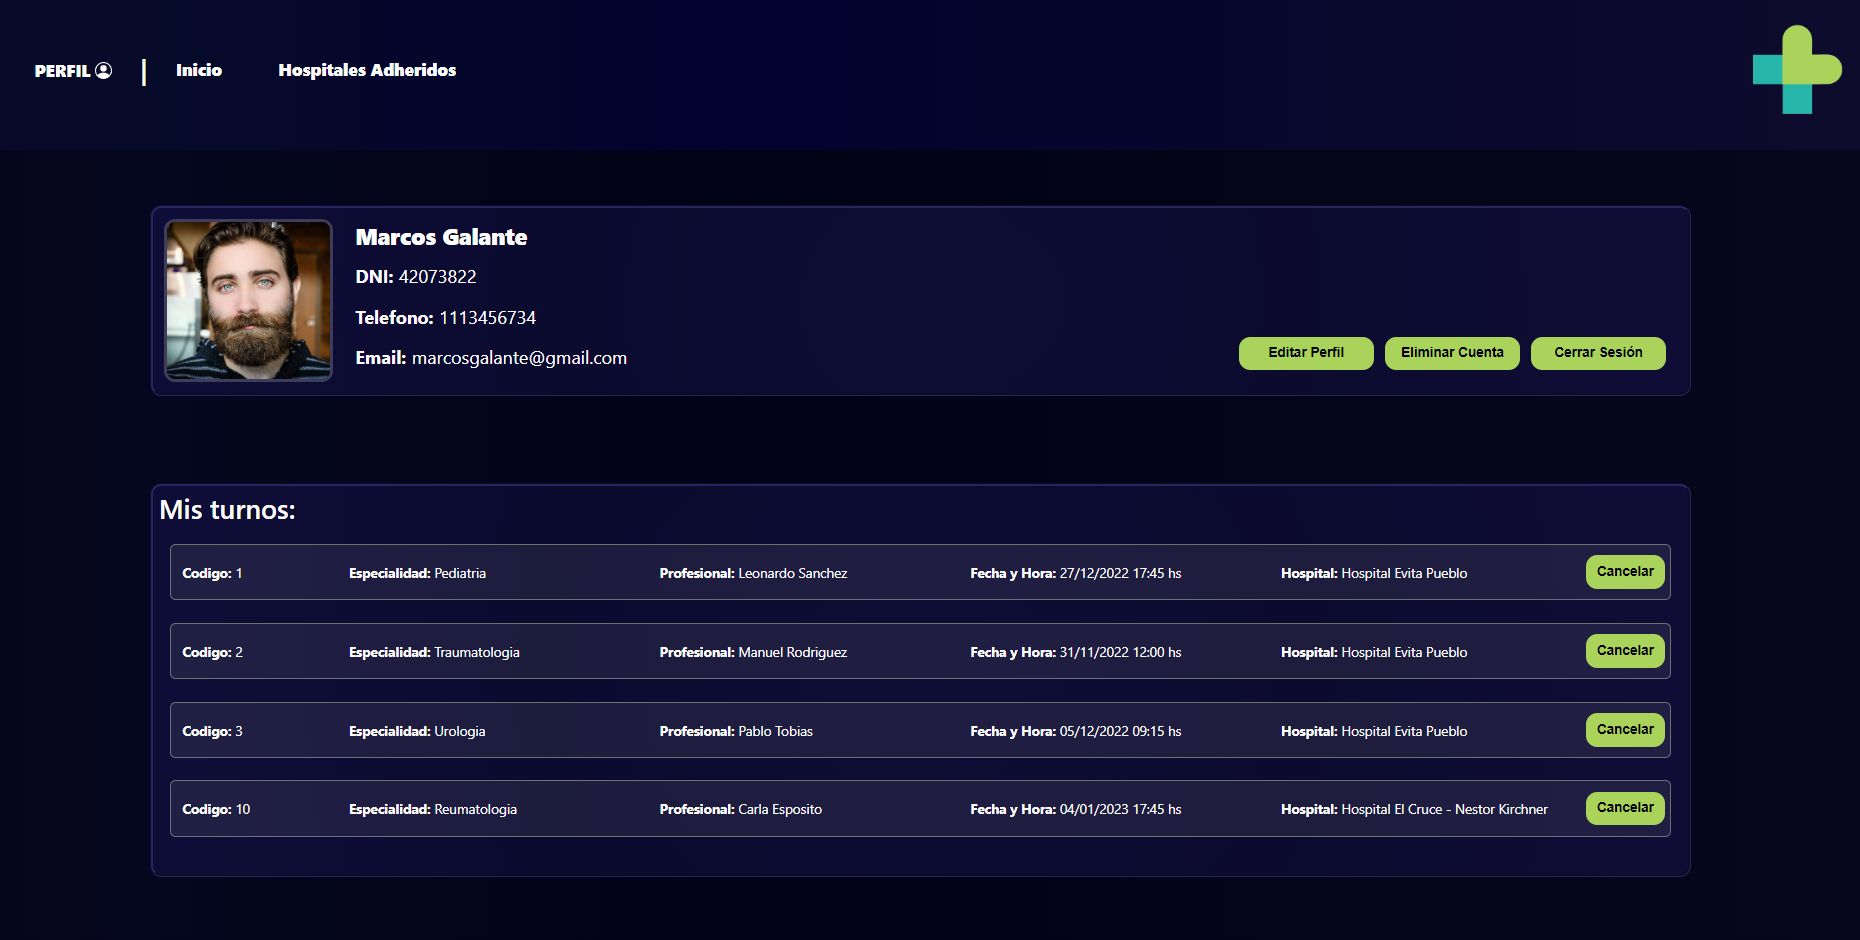 PERFIL | Inicio Hospitales Adheridos
Marcos Galante
DNI: 42073822
Telefono: 1113456734
Email: marcosgalante@gmail.com
Editar Perfil Eliminar Cuenta Cerrar Sesión
Mis turnos:
Codigo: 1 Especialidad: Pediatria Profesional: Leonardo Sanchez Fecha y Hora: 27/12/2022 17:45 hs Hospital: Hospital Evita Pueblo Cancelar
Codigo: 2 Especialidad: Traumatologia Profesional: Manuel Rodriguez Fecha y Hora: 31/11/2022 12:00 hs Hospital: Hospital Evita Pueblo Cancelar
Codigo: 3 Especialidad: Urologia Profesional: Pablo Tobias Fecha y Hora: 05/12/2022 09:15 hs Hospital: Hospital Evita Pueblo Cancelar
Codigo: 10 Especialidad: Reumatologia Profesional: Carla Esposito Fecha y Hora: 04/01/2023 17:45 hs Hospital: Hospital El Cruce - Nestor Kirchner Cancelar